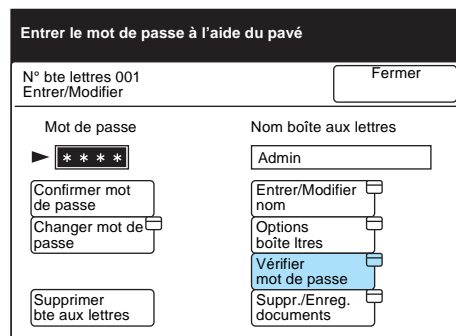 Entrer le mot de passe à l'aide du pavé
N° bte lettres 001
Entrer/Modifier
Fermer
Mot de passe
Nom boîte aux lettres
****
Admin
Confirmer mot
de passe
Entrer/Modifier
nom
Changer mot de
passe
Options
boîte ltres
Vérifier
mot de passe
Supprimer
bte aux lettres
Suppr./Enreg.
documents